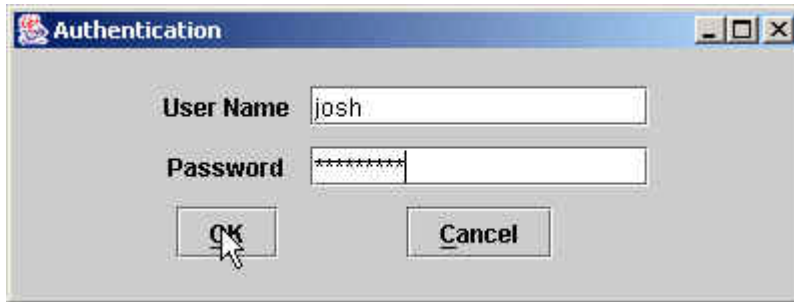 Authentication
User Name josh
Password *********
OK Cancel